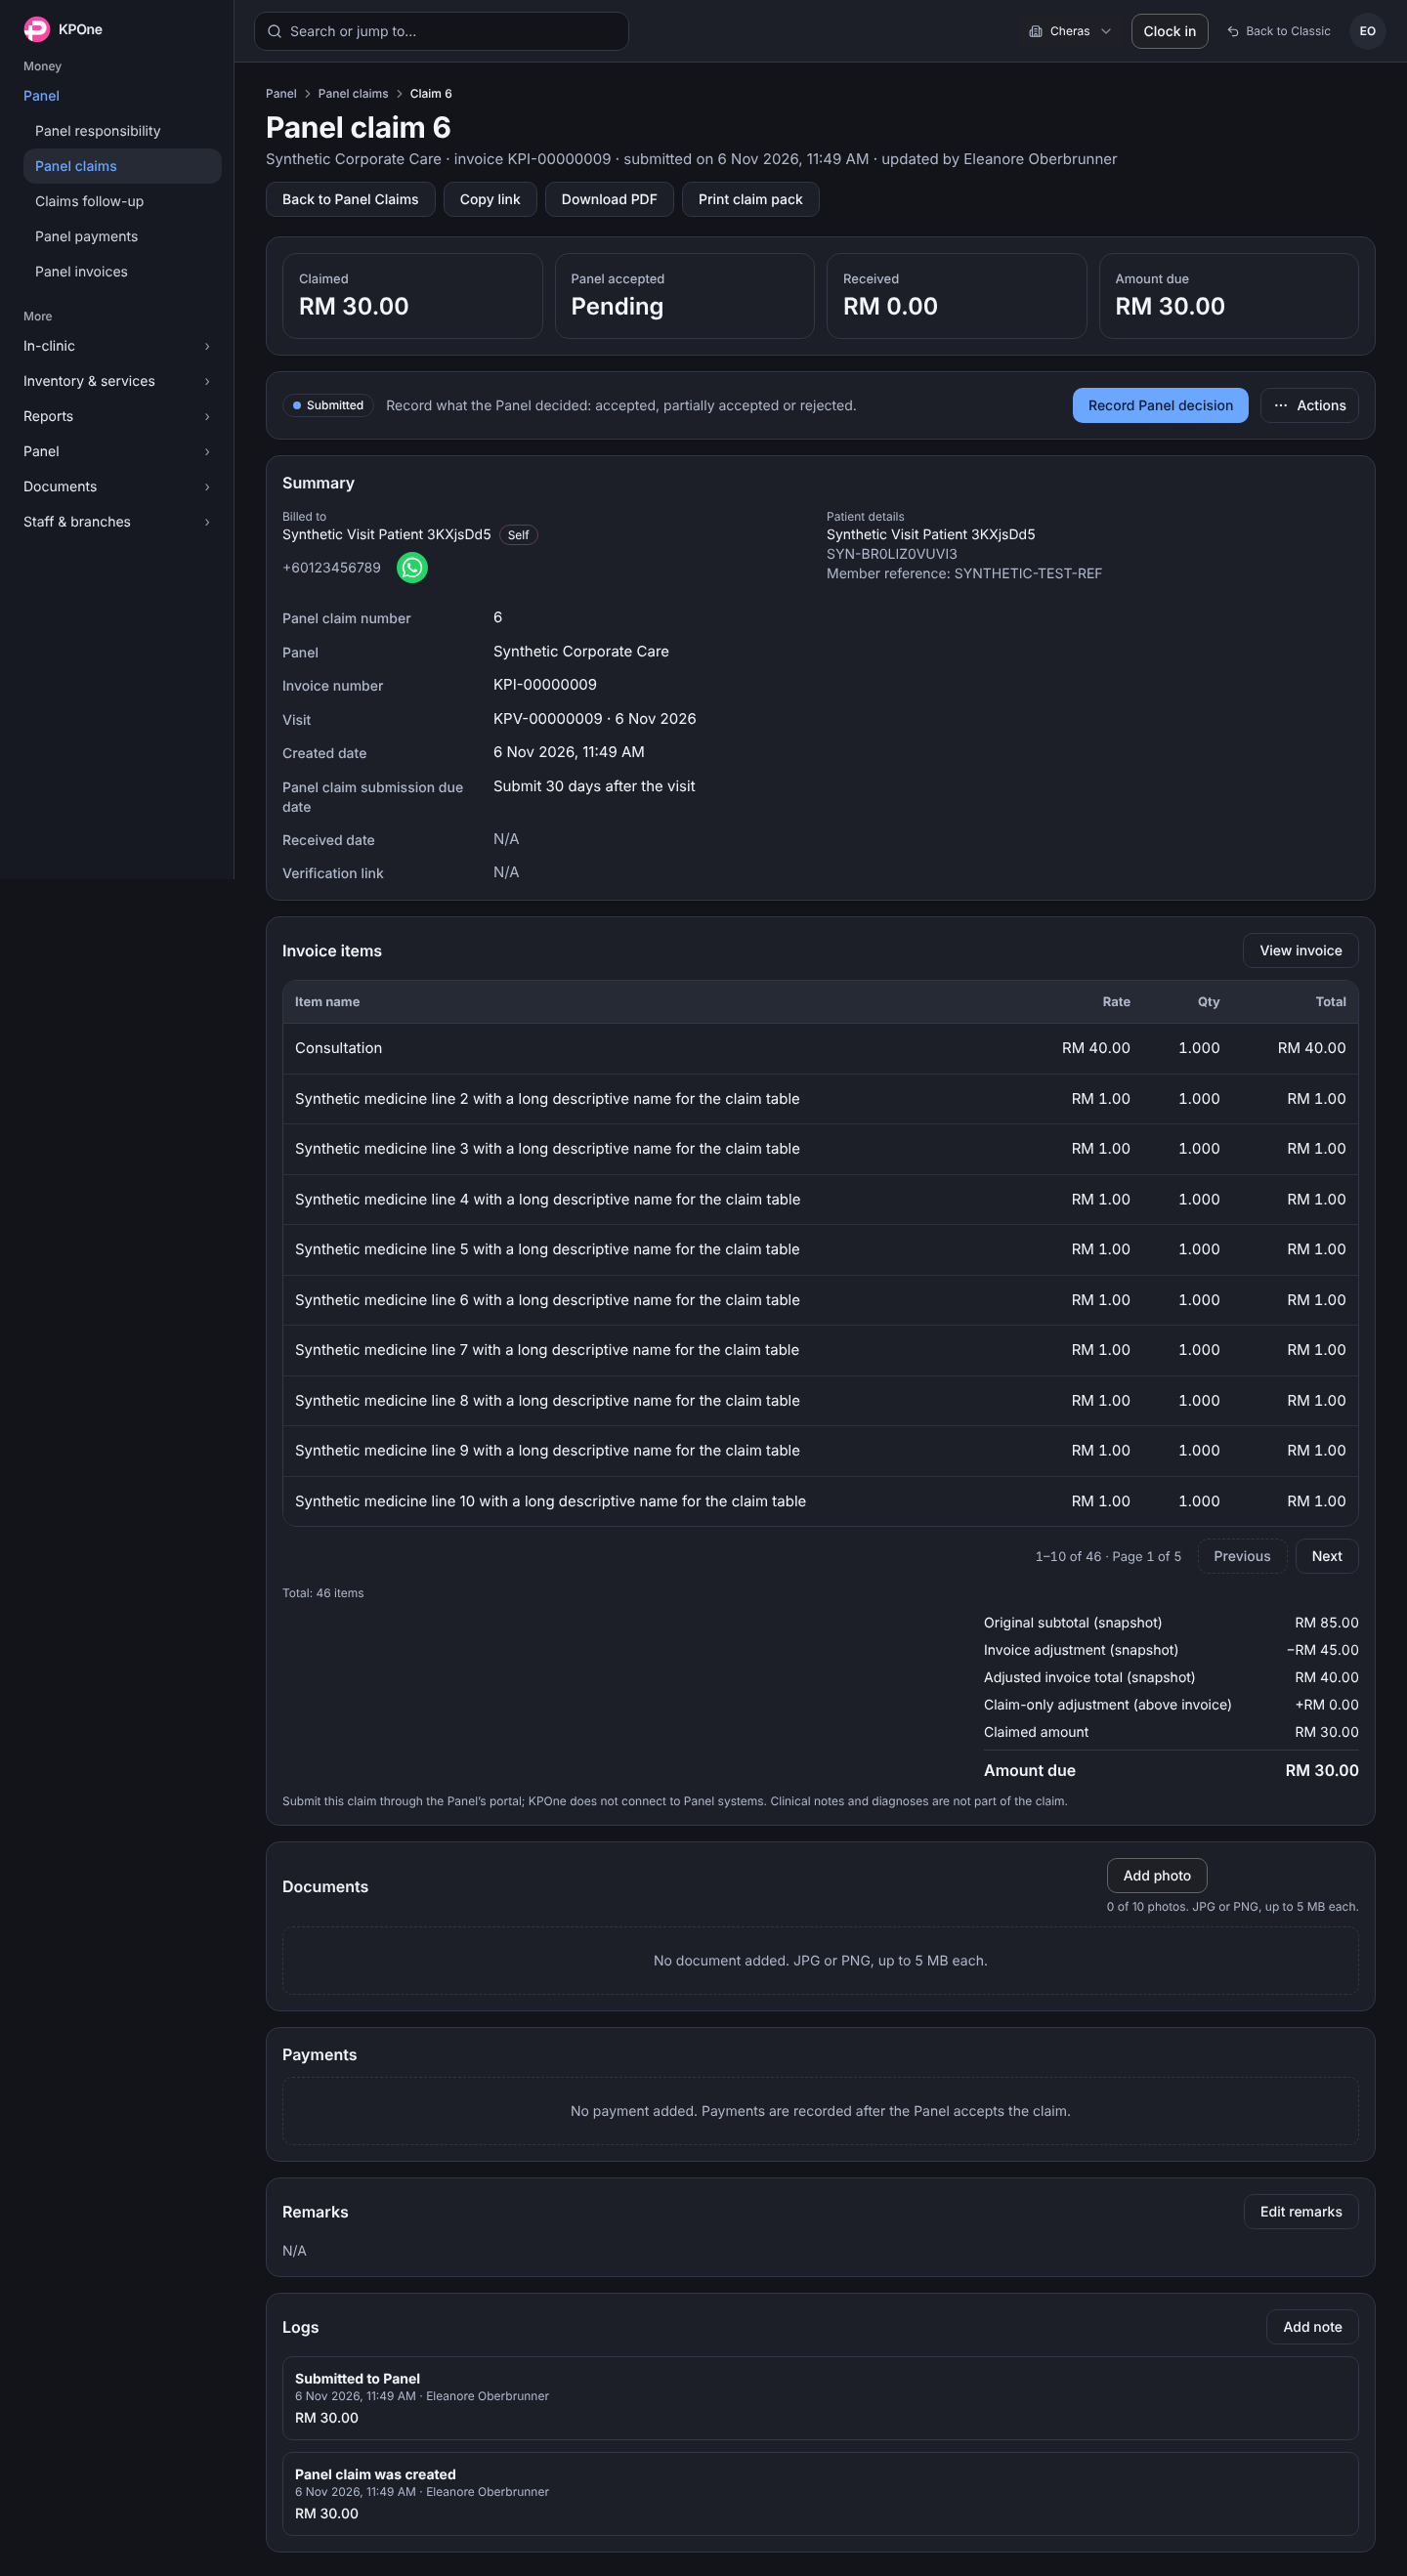 KPOne
Search or jump to...
Cheras
Clock in
Back to Classic
EO
Money
Panel
Panel responsibility
Panel claims
Claims follow-up
Panel payments
Panel invoices
More
In-clinic
Inventory & services
Reports
Panel
Documents
Staff & branches
Panel > Panel claims > Claim 6
Panel claim 6
Synthetic Corporate Care · invoice KPI-00000009 · submitted on 6 Nov 2026, 11:49 AM · updated by Eleanore Oberbrunner
Back to Panel Claims
Copy link
Download PDF
Print claim pack
Claimed
RM 30.00
Panel accepted
Pending
Received
RM 0.00
Amount due
RM 30.00
Submitted
Record what the Panel decided: accepted, partially accepted or rejected.
Record Panel decision
··· Actions
Summary
Billed to
Synthetic Visit Patient 3KXjsDd5 Self
+60123456789
Patient details
Synthetic Visit Patient 3KXjsDd5
SYN-BR0LIZ0VUVI3
Member reference: SYNTHETIC-TEST-REF
Panel claim number 6
Panel Synthetic Corporate Care
Invoice number KPI-00000009
Visit KPV-00000009 · 6 Nov 2026
Created date 6 Nov 2026, 11:49 AM
Panel claim submission due date Submit 30 days after the visit
Received date N/A
Verification link N/A
Invoice items
View invoice
Item name Rate Qty Total
Consultation RM 40.00 1.000 RM 40.00
Synthetic medicine line 2 with a long descriptive name for the claim table RM 1.00 1.000 RM 1.00
Synthetic medicine line 3 with a long descriptive name for the claim table RM 1.00 1.000 RM 1.00
Synthetic medicine line 4 with a long descriptive name for the claim table RM 1.00 1.000 RM 1.00
Synthetic medicine line 5 with a long descriptive name for the claim table RM 1.00 1.000 RM 1.00
Synthetic medicine line 6 with a long descriptive name for the claim table RM 1.00 1.000 RM 1.00
Synthetic medicine line 7 with a long descriptive name for the claim table RM 1.00 1.000 RM 1.00
Synthetic medicine line 8 with a long descriptive name for the claim table RM 1.00 1.000 RM 1.00
Synthetic medicine line 9 with a long descriptive name for the claim table RM 1.00 1.000 RM 1.00
Synthetic medicine line 10 with a long descriptive name for the claim table RM 1.00 1.000 RM 1.00
1–10 of 46 · Page 1 of 5
Previous
Next
Total: 46 items
Original subtotal (snapshot) RM 85.00
Invoice adjustment (snapshot) −RM 45.00
Adjusted invoice total (snapshot) RM 40.00
Claim-only adjustment (above invoice) +RM 0.00
Claimed amount RM 30.00
Amount due RM 30.00
Submit this claim through the Panel’s portal; KPOne does not connect to Panel systems. Clinical notes and diagnoses are not part of the claim.
Documents
Add photo
0 of 10 photos. JPG or PNG, up to 5 MB each.
No document added. JPG or PNG, up to 5 MB each.
Payments
No payment added. Payments are recorded after the Panel accepts the claim.
Remarks
Edit remarks
N/A
Logs
Add note
Submitted to Panel
6 Nov 2026, 11:49 AM · Eleanore Oberbrunner
RM 30.00
Panel claim was created
6 Nov 2026, 11:49 AM · Eleanore Oberbrunner
RM 30.00